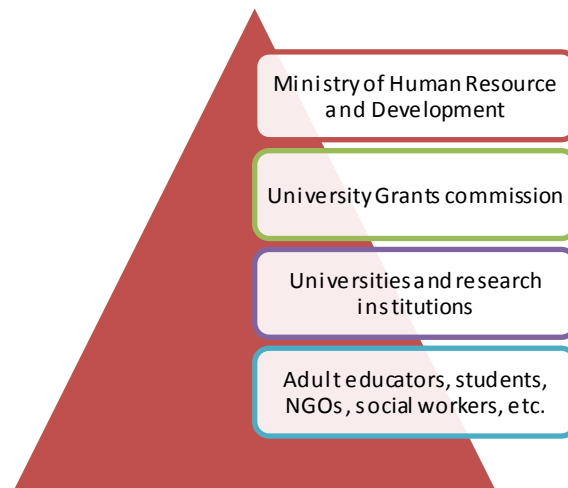 Ministry of Human Resource
and Development
University Grants commission
Universities and research
institutions
Adult educators, students,
NGOs, social workers, etc.